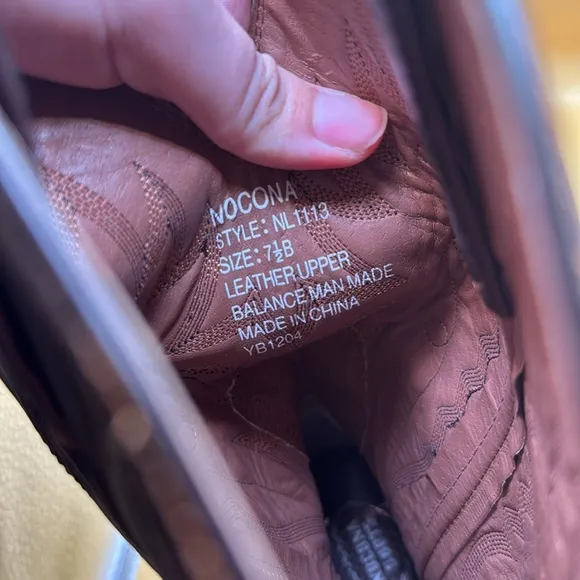 NOCONA
STYLE: NL1113
SIZE: 7½B
LEATHER UPPER
BALANCE MAN MADE
MADE IN CHINA
YB1204